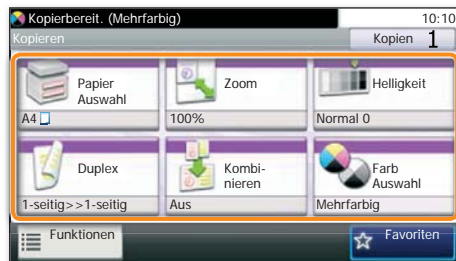 Kopierbereit. (Mehrfarbig)
10:10
Kopieren
Kopien 1
Papier
Auswahl
A4
Zoom
100%
Helligkeit
Normal 0
Duplex
1-seitig>>1-seitig
Kombi-
nieren
Aus
Farb
Auswahl
Mehrfarbig
Funktionen
Favoriten